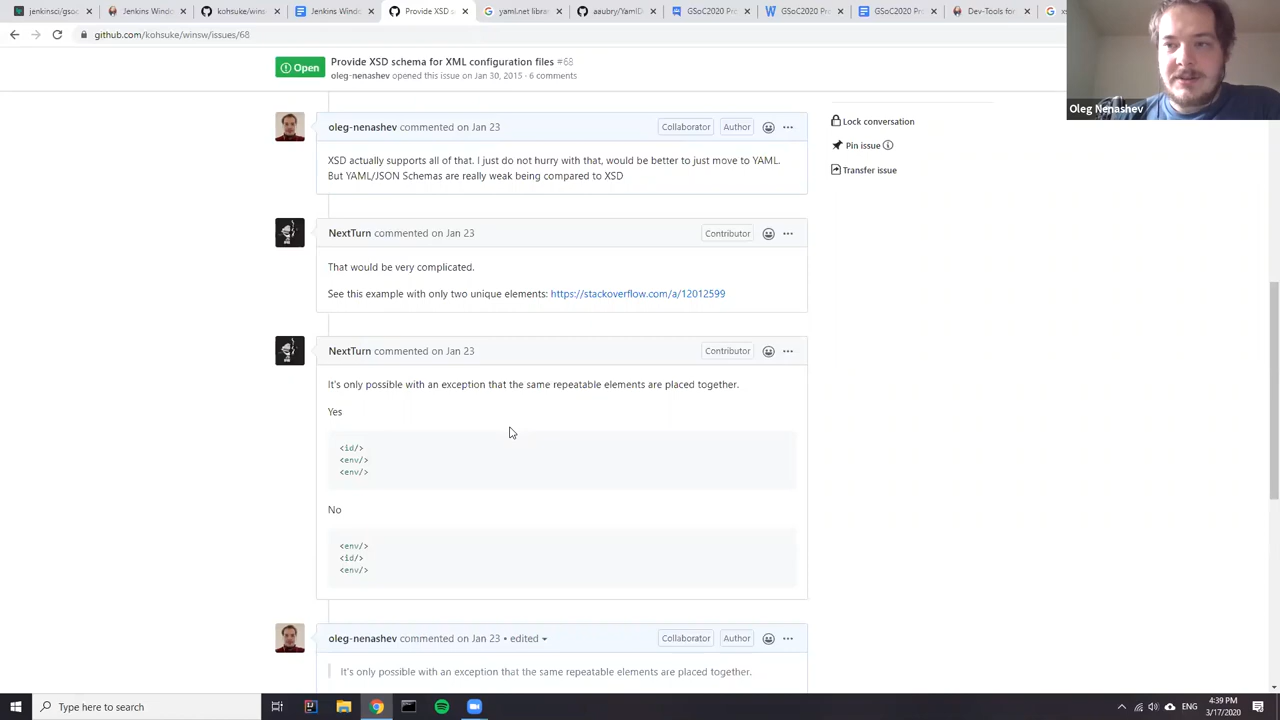 jenkinsci/gsoc
Jenkins Windo
kohsuke/winsw
Jenkins Windo
Provide XSD s
yaml.net librar
aaubry/YamlD
GSoC2020 Pro
GSoC2020 Pro
GSoC2020 Pro
Dev-Tools for
github.com/kohsuke/winsw/issues/68
Open
Provide XSD schema for XML configuration files #68
oleg-nenashev opened this issue on Jan 30, 2015 · 6 comments
Oleg Nenashev
oleg-nenashev commented on Jan 23
Collaborator
Author
XSD actually supports all of that. I just do not hurry with that, would be better to just move to YAML.
But YAML/JSON Schemas are really weak being compared to XSD
Lock conversation
Pin issue
Transfer issue
NextTurn commented on Jan 23
Contributor
That would be very complicated.
See this example with only two unique elements: https://stackoverflow.com/a/12012599
NextTurn commented on Jan 23
Contributor
It's only possible with an exception that the same repeatable elements are placed together.
Yes
<id/>
<env/>
<env/>
No
<env/>
<id/>
<env/>
oleg-nenashev commented on Jan 23 • edited
Collaborator
Author
It's only possible with an exception that the same repeatable elements are placed together.
Type here to search
ENG
4:39 PM
3/17/2020